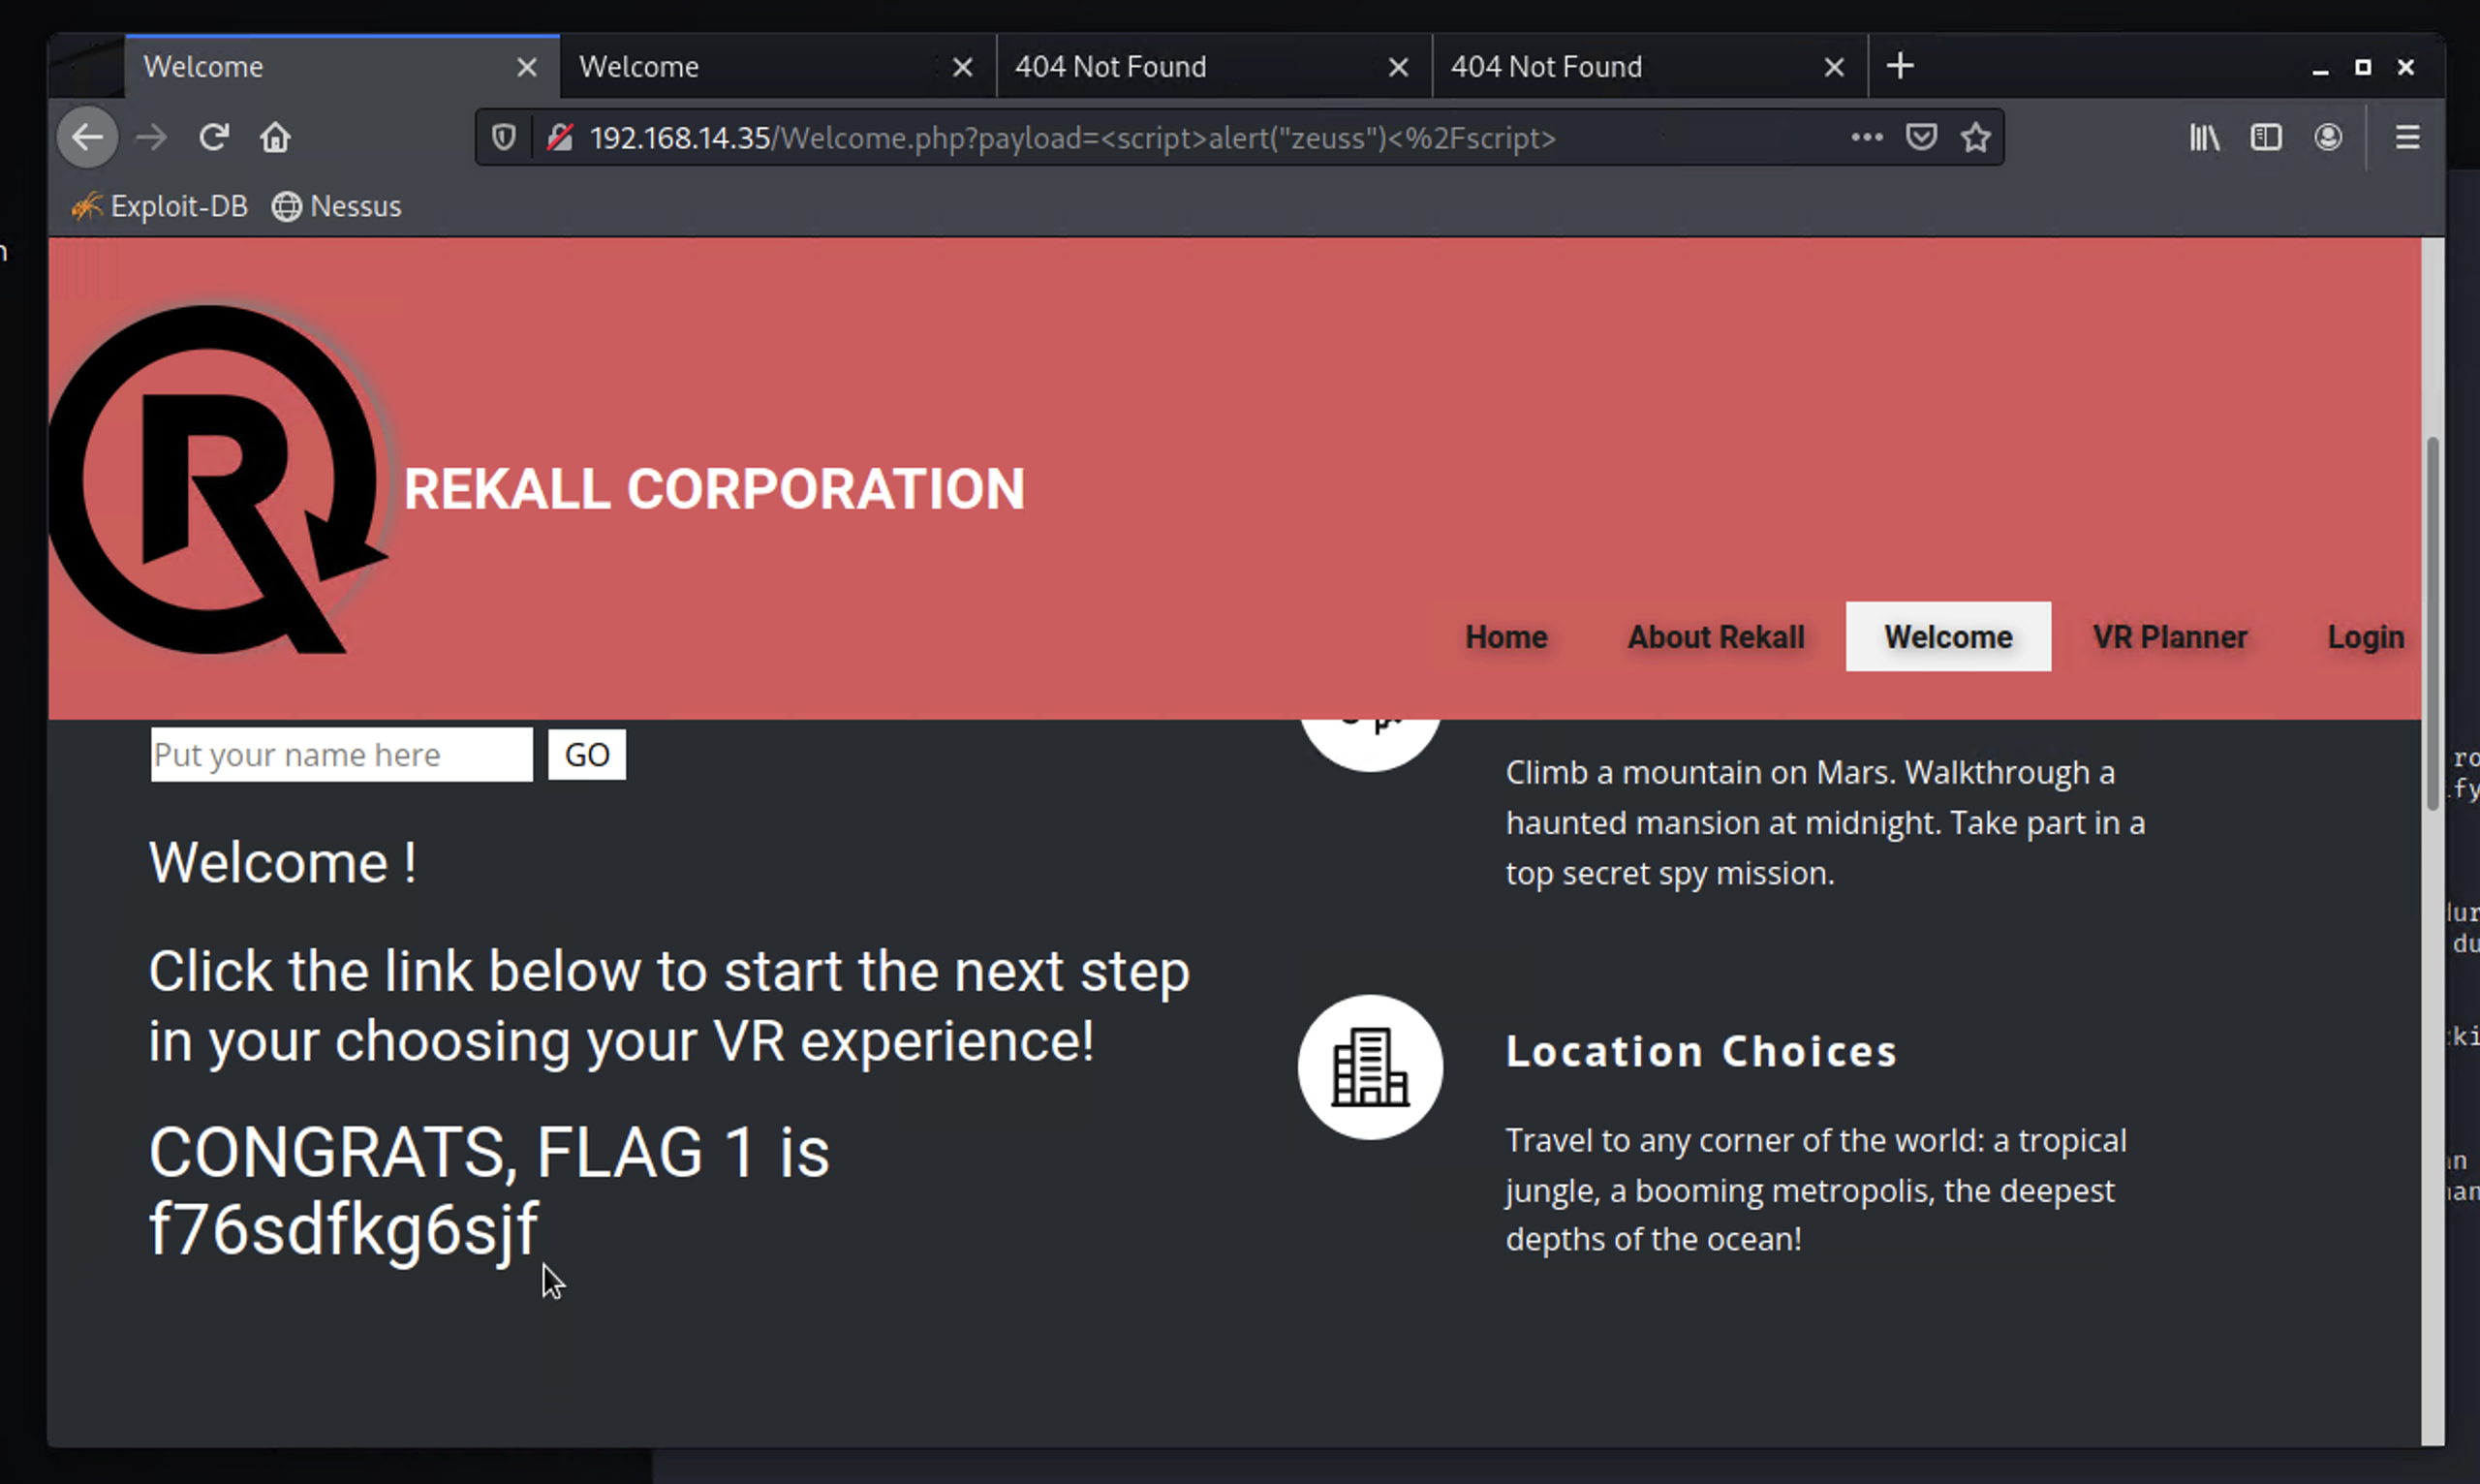 Welcome
Welcome
404 Not Found
404 Not Found
192.168.14.35/Welcome.php?payload=<script>alert("zeuss")<%2Fscript>
Exploit-DB
Nessus
REKALL CORPORATION
Home
About Rekall
Welcome
VR Planner
Login
Put your name here
GO
Welcome !
Click the link below to start the next step
in your choosing your VR experience!
CONGRATS, FLAG 1 is
f76sdfkg6sjf
Climb a mountain on Mars. Walkthrough a
haunted mansion at midnight. Take part in a
top secret spy mission.
Location Choices
Travel to any corner of the world: a tropical
jungle, a booming metropolis, the deepest
depths of the ocean!